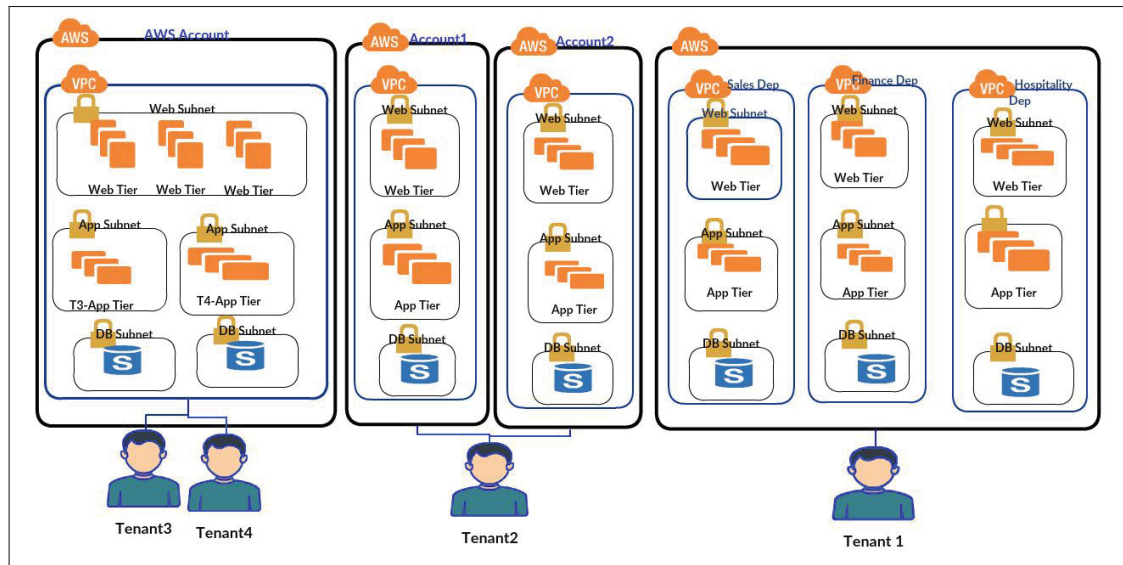 AWS
AWS Account
VPC
Web Subnet
Web Tier
Web Tier
Web Tier
App Subnet
T3-App Tier
App Subnet
T4-App Tier
DB Subnet
S
DB Subnet
S
Tenant3
Tenant4
AWS
Account1
VPC
Web Subnet
Web Tier
App Subnet
App Tier
DB Subnet
S
AWS
Account2
VPC
Web Subnet
Web Tier
App Subnet
App Tier
DB Subnet
S
Tenant2
AWS
VPC
Sales Dep
Web Subnet
Web Tier
App Subnet
App Tier
DB Subnet
S
VPC
Finance Dep
Web Subnet
Web Tier
App Subnet
App Tier
DB Subnet
S
VPC
Hospitality
Dep
Web Subnet
Web Tier
App Subnet
App Tier
DB Subnet
S
Tenant 1